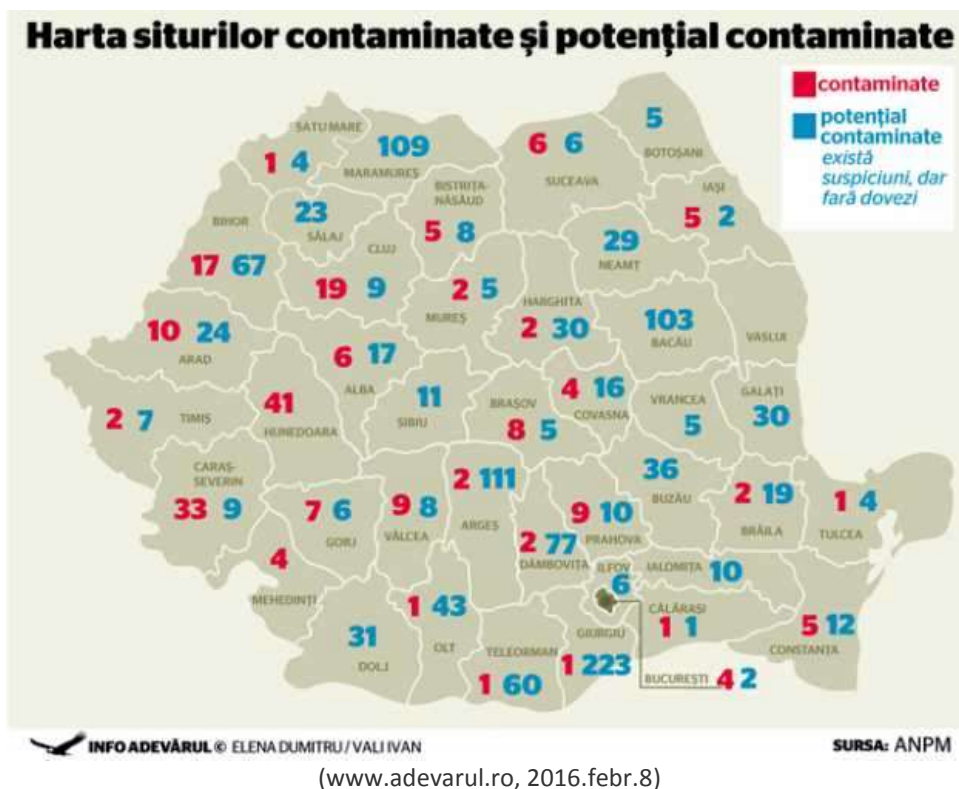 Harta siturilor contaminate și potențial contaminate
contaminate
potențial
contaminate
există
suspiciuni, dar
fară dovezi
SATU MARE
1 4
109
MARAMUREȘ
6 6
SUCEAVA
5
BOTOȘANI
BIHOR
17 67
23
SĂLAJ
BISTRIȚA-
NĂSĂUD
5 8
CLUJ
19 9
IAȘI
5 2
29
NEAMȚ
2 5
MUREȘ
HARGHITA
2 30
103
BACĂU
VASLUI
10 24
ARAD
6 17
ALBA
2 7 TIMIȘ
41
HUNEDOARA
11
SIBIU
BRAȘOV
8 5
4 16
COVASNA
VRANCEA
5
GALAȚI
30
CARAȘ-
SEVERIN
33 9
7 6
GORJ
9 8
VÂLCEA
2 111
ARGEȘ
2 77
DÂMBOVIȚA
9 10
PRAHOVA
36
BUZĂU
2 19
BRĂILA
1 4
TULCEA
4
MEHEDINȚI
31
DOLJ
1 43
OLT
TELEORMAN
1 60
ILFOV
6
IALOMIȚA 10
GIURGIU
1 223
CĂLĂRAȘI
1 1
5 12
CONSTANȚA
BUCUREȘTI 4 2
INFO ADEVĂRUL © ELENA DUMITRU / VALI IVAN
SURSA: ANPM
(www.adevarul.ro, 2016.febr.8)